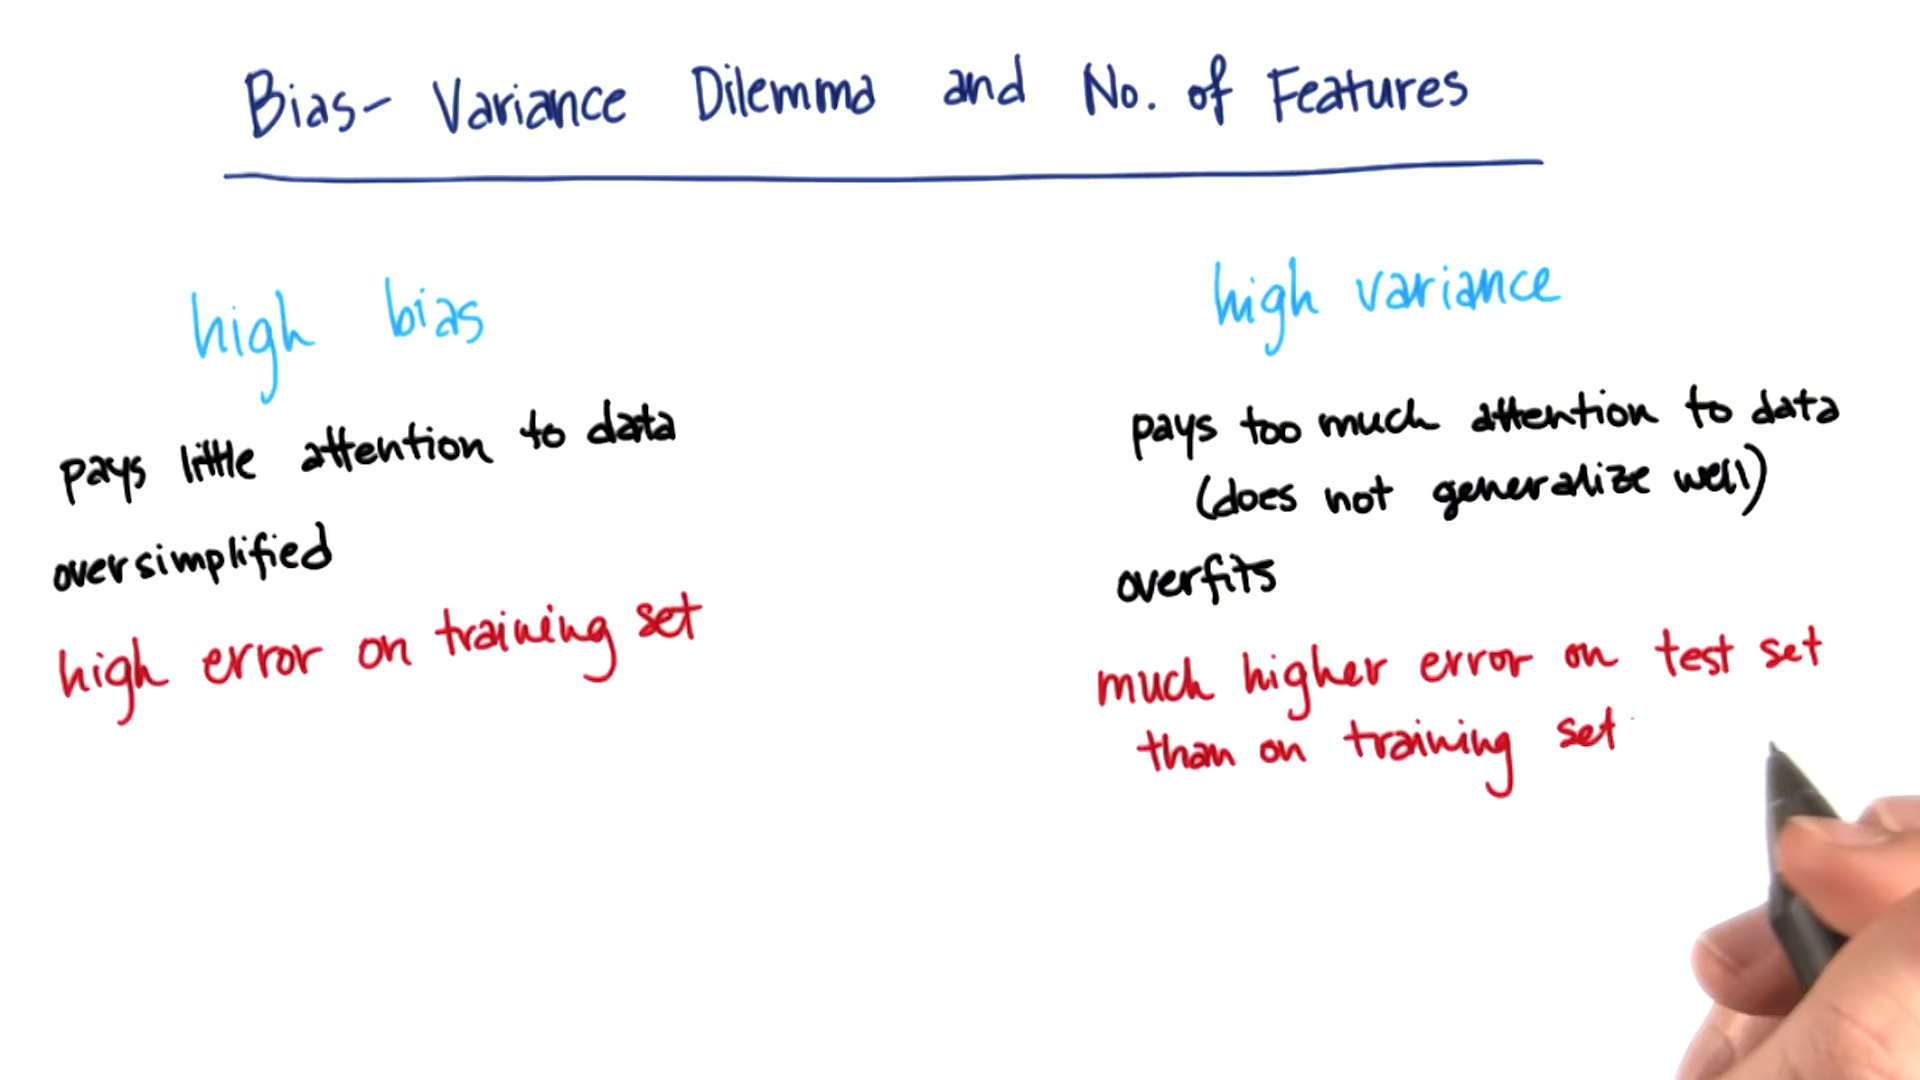 Bias-Variance Dilemma and No. of Features
high bias
pays little attention to data
oversimplified
high error on training set
high variance
pays too much attention to data
(does not generalize well)
overfits
much higher error on test set
than on training set